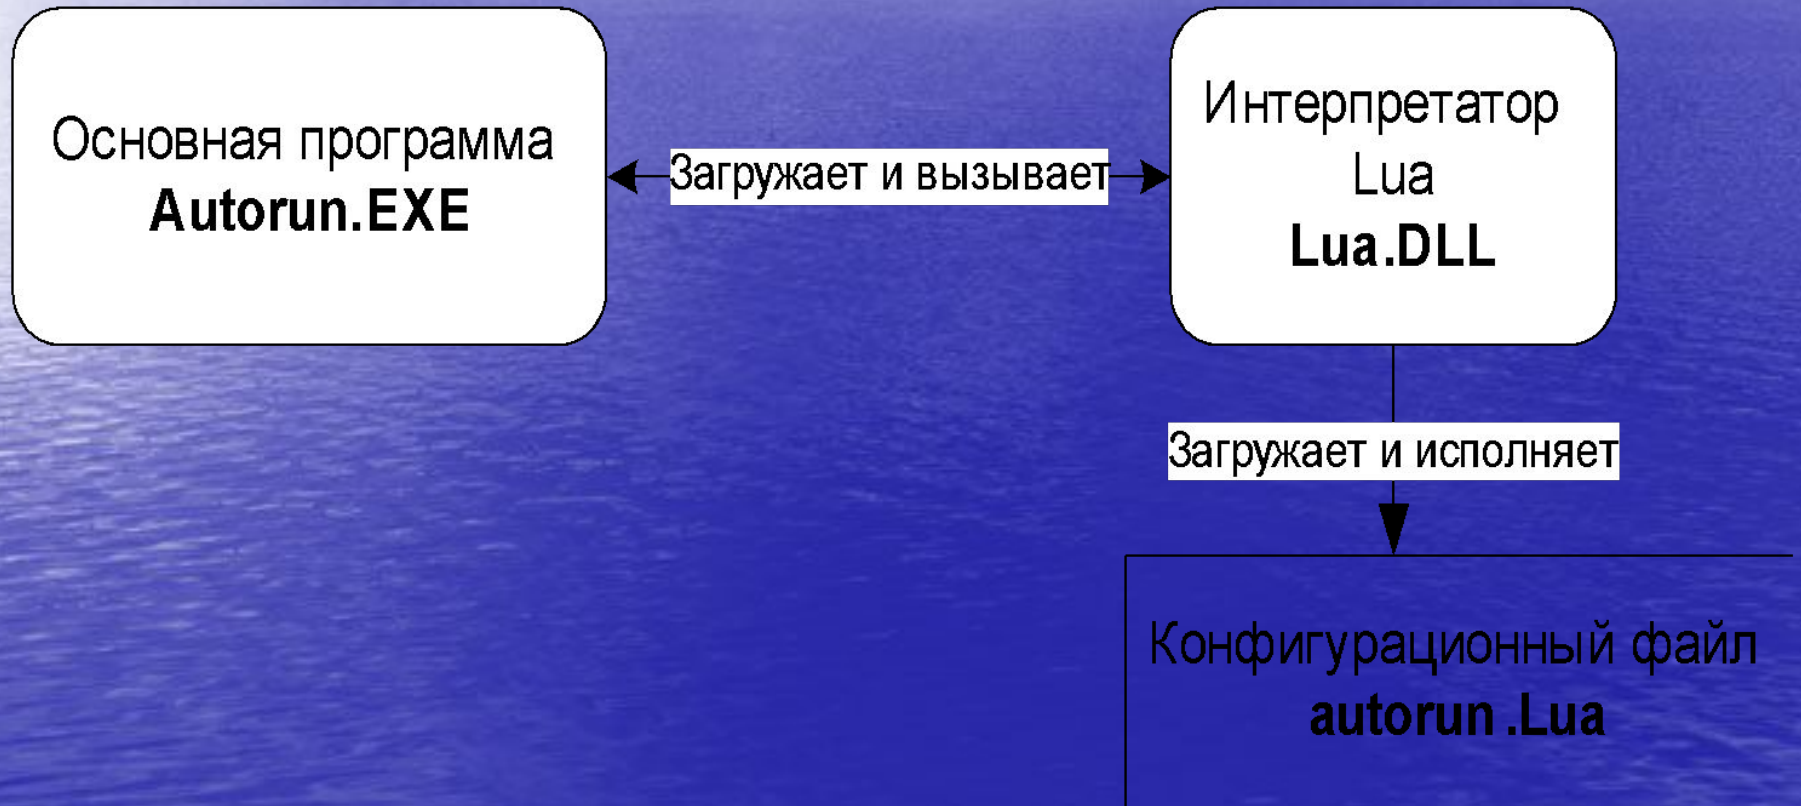 Основная программа
Autorun.EXE
Загружает и вызывает
Интерпретатор
Lua
Lua.DLL
Загружает и исполняет
Конфигурационный файл
autorun.Lua